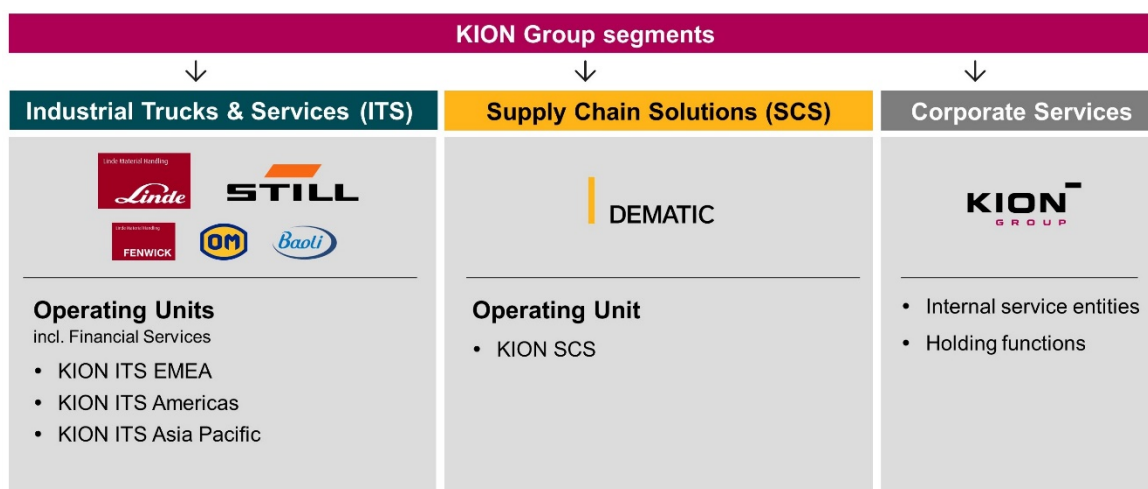 KION Group segments
Industrial Trucks & Services (ITS)
Linde Material Handling
Linde
STILL
Linde Material Handling
FENWICK
OM
Baoli
Operating Units
incl. Financial Services
• KION ITS EMEA
• KION ITS Americas
• KION ITS Asia Pacific
Supply Chain Solutions (SCS)
DEMATIC
Operating Unit
• KION SCS
Corporate Services
KION
GROUP
• Internal service entities
• Holding functions